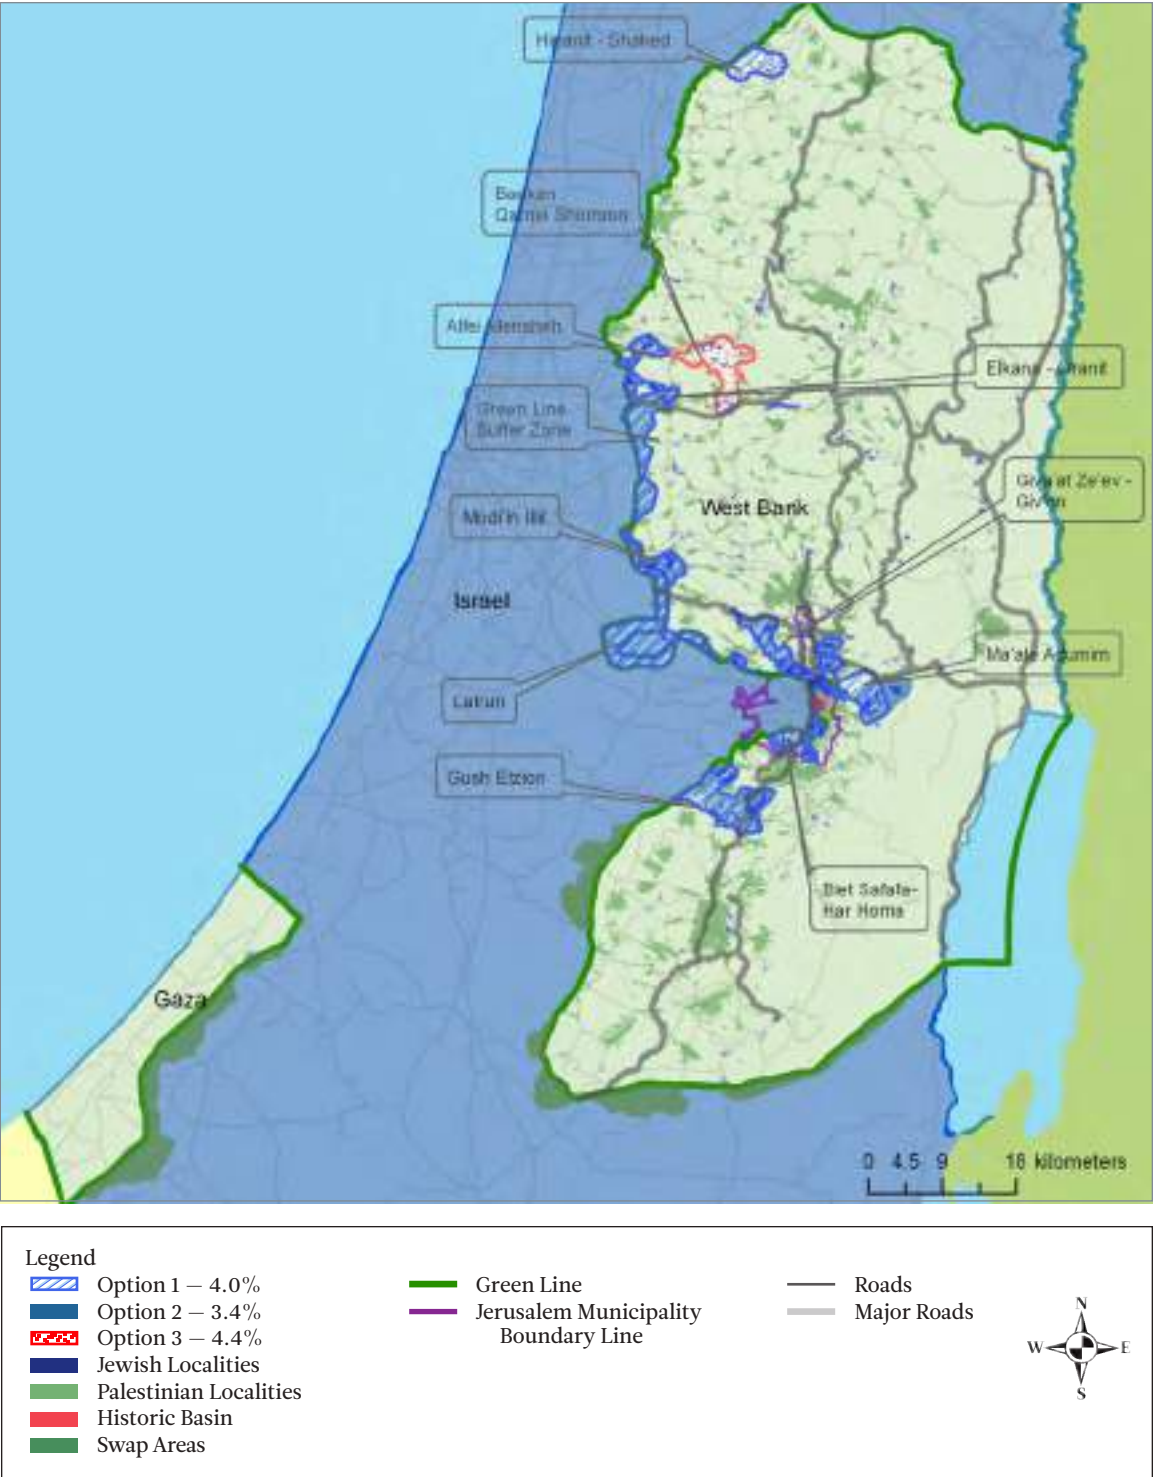 Hinanit - Shaked
Barkan
Qarnei Shomron
Alfei Menasheh
Elkana - Oranit
Green Line
Buffer Zone
Giva'at Ze'ev -
Giv'on
West Bank
Modi'in Illit
Israel
Ma'ale Adumim
Latrun
Gush Etzion
Biet Safafa-
Har Homa
Gaza
0 4.5 9 18 kilometers
Legend
Option 1 — 4.0%
Option 2 — 3.4%
Option 3 — 4.4%
Jewish Localities
Palestinian Localities
Historic Basin
Swap Areas
Green Line
Jerusalem Municipality
Boundary Line
Roads
Major Roads
N
W E
S